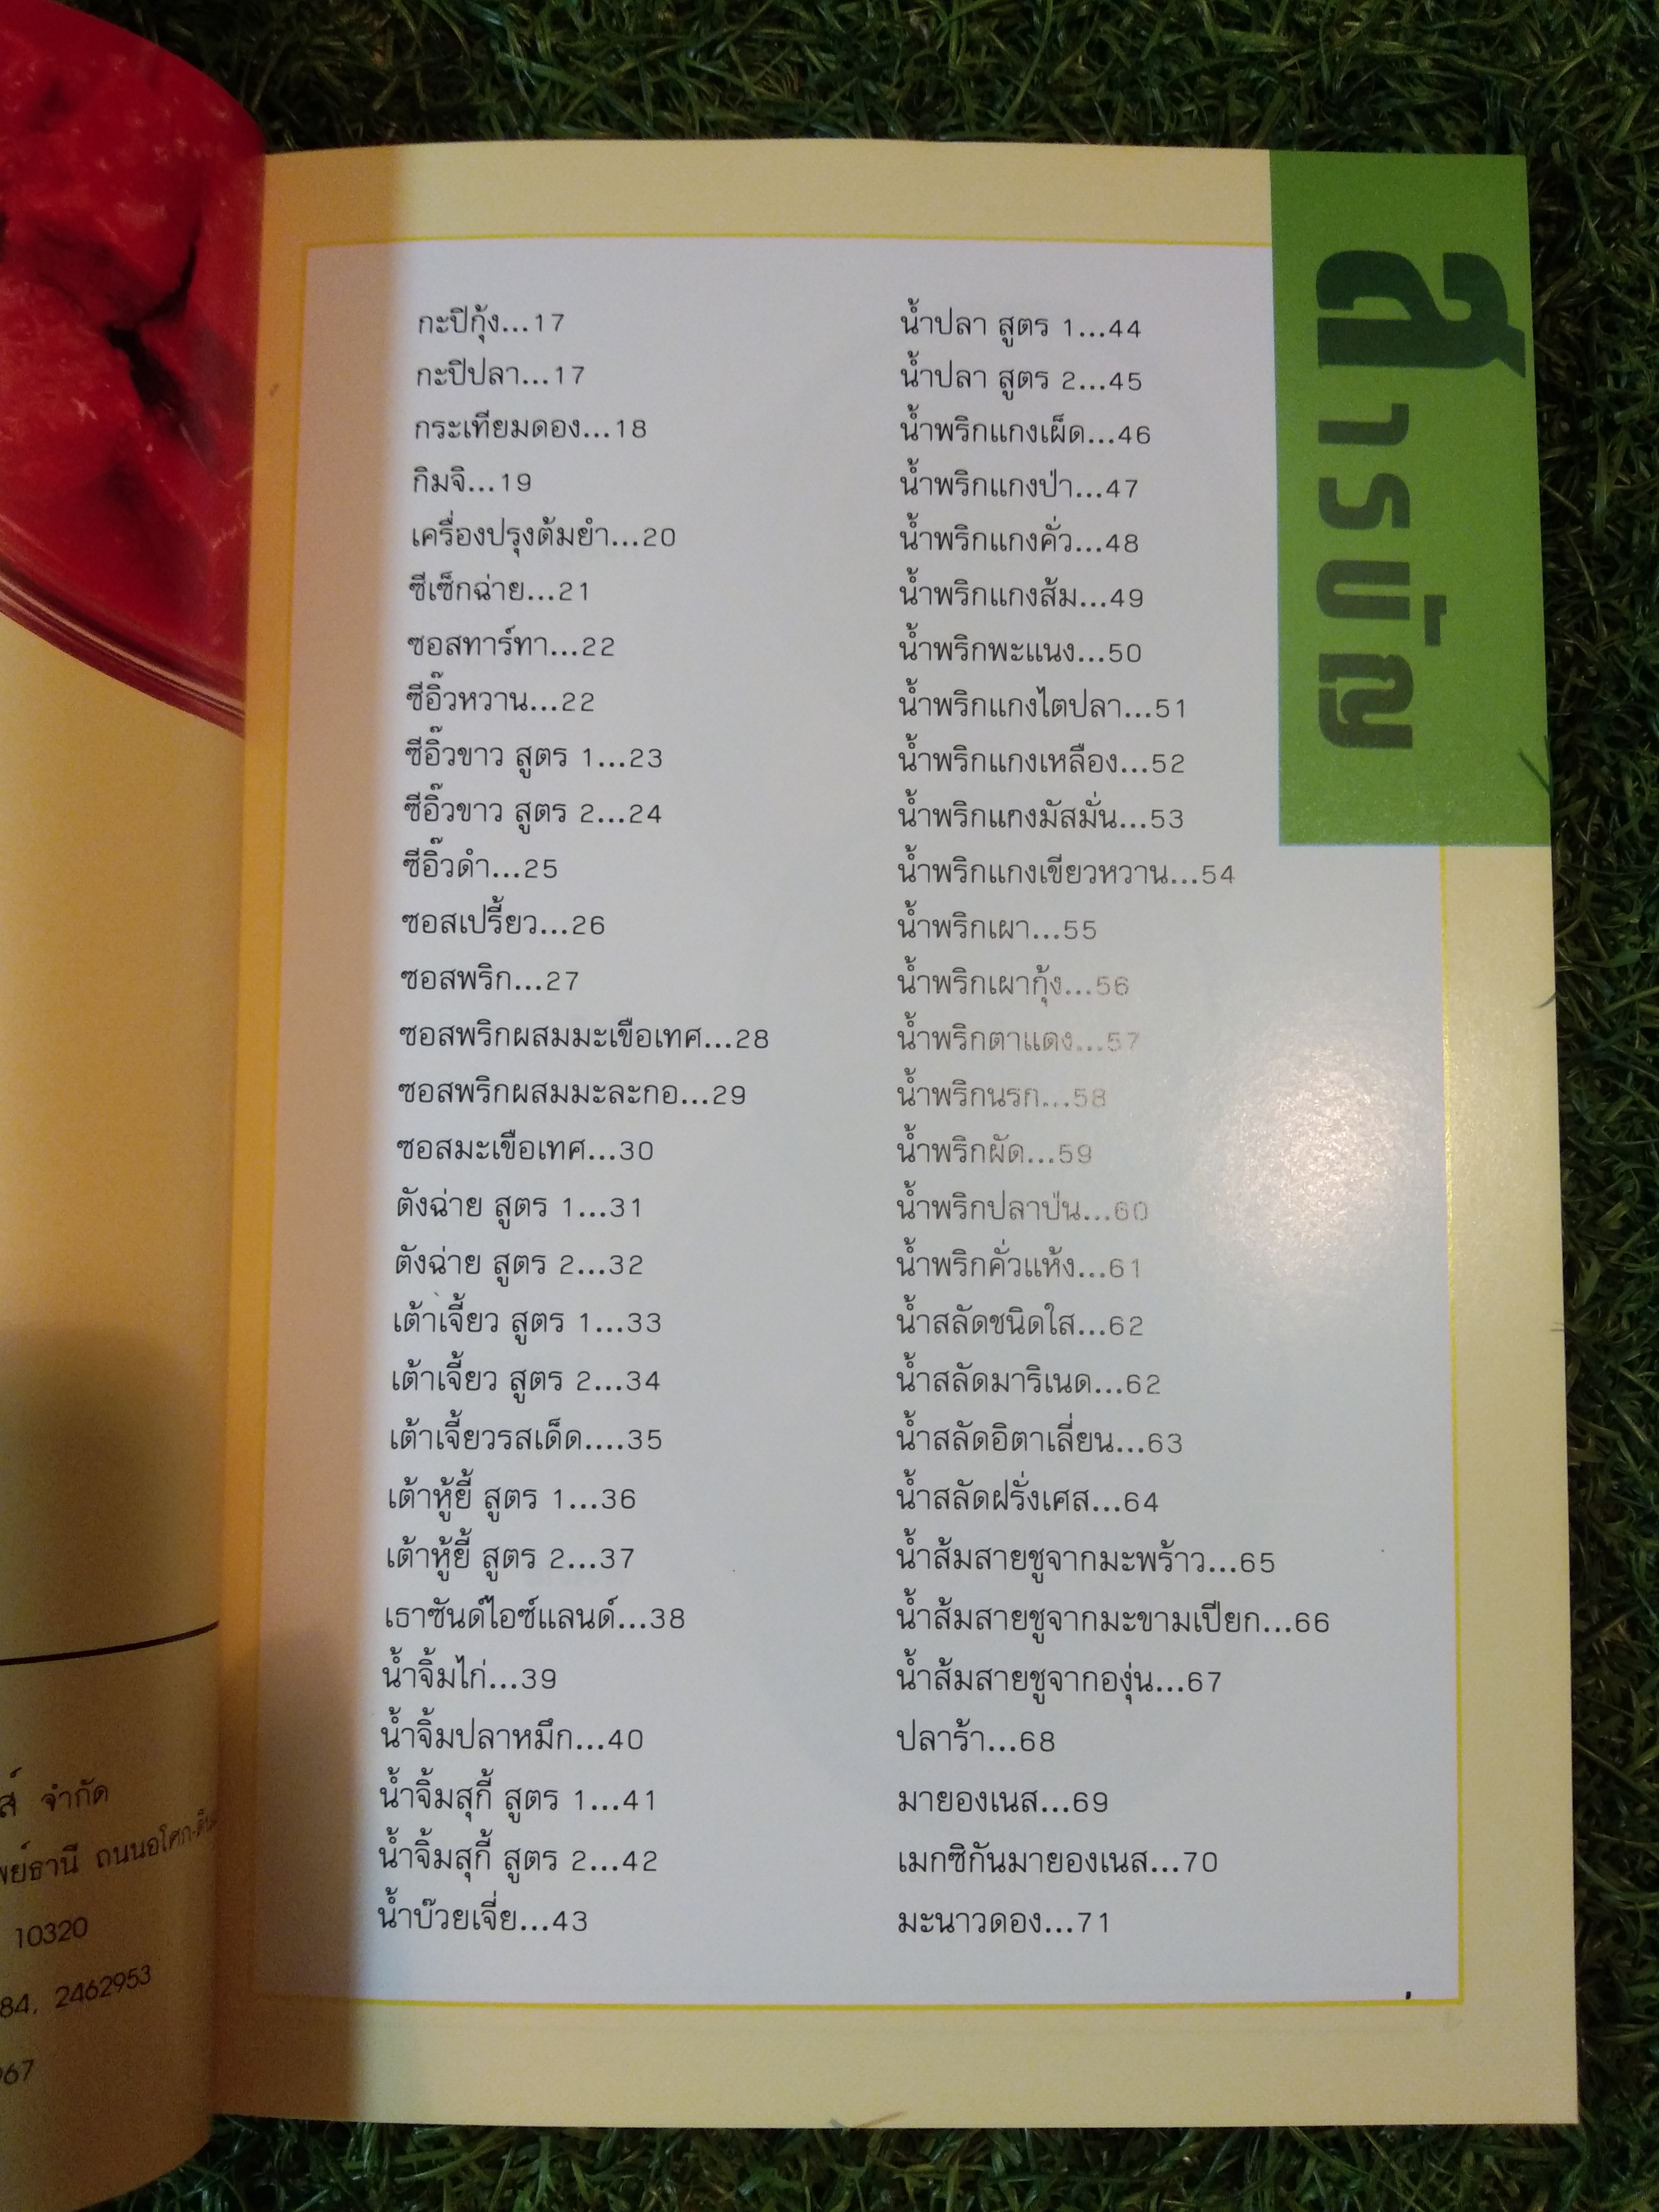 สารบัญ
กะปิกุ้ง...17
กะปิปลา...17
กระเทียมดอง...18
กิมจิ...19
เครื่องปรุงต้มยำ...20
ซีเซ็กฉ่าย...21
ซอสทาร์ทา...22
ซีอิ๊วหวาน...22
ซีอิ๊วขาว สูตร 1...23
ซีอิ๊วขาว สูตร 2...24
ซีอิ๊วดำ...25
ซอสเปรี้ยว...26
ซอสพริก...27
ซอสพริกผสมมะเขือเทศ...28
ซอสพริกผสมมะละกอ...29
ซอสมะเขือเทศ...30
ตังฉ่าย สูตร 1...31
ตังฉ่าย สูตร 2...32
เต้าเจี้ยว สูตร 1...33
เต้าเจี้ยว สูตร 2...34
เต้าเจี้ยวรสเด็ด....35
เต้าหู้ยี้ สูตร 1...36
เต้าหู้ยี้ สูตร 2...37
เธาซันด์ไอซ์แลนด์...38
น้ำจิ้มไก่...39
น้ำจิ้มปลาหมึก...40
น้ำจิ้มสุกี้ สูตร 1...41
น้ำจิ้มสุกี้ สูตร 2...42
น้ำบ๊วยเจี่ย...43
น้ำปลา สูตร 1...44
น้ำปลา สูตร 2...45
น้ำพริกแกงเผ็ด...46
น้ำพริกแกงป่า...47
น้ำพริกแกงคั่ว...48
น้ำพริกแกงส้ม...49
น้ำพริกพะแนง...50
น้ำพริกแกงไตปลา...51
น้ำพริกแกงเหลือง...52
น้ำพริกแกงมัสมั่น...53
น้ำพริกแกงเขียวหวาน...54
น้ำพริกเผา...55
น้ำพริกเผากุ้ง...56
น้ำพริกตาแดง...57
น้ำพริกนรก...58
น้ำพริกผัด...59
น้ำพริกปลาป่น...60
น้ำพริกคั่วแห้ง...61
น้ำสลัดชนิดใส...62
น้ำสลัดมาริเนด...62
น้ำสลัดอิตาเลี่ยน...63
น้ำสลัดฝรั่งเศส...64
น้ำส้มสายชูจากมะพร้าว...65
น้ำส้มสายชูจากมะขามเปียก...66
น้ำส้มสายชูจากองุ่น...67
ปลาร้า...68
มายองเนส...69
เมกซิกันมายองเนส...70
มะนาวดอง...71
จำกัด
ถนนอโศก-
10320
84, 2462953